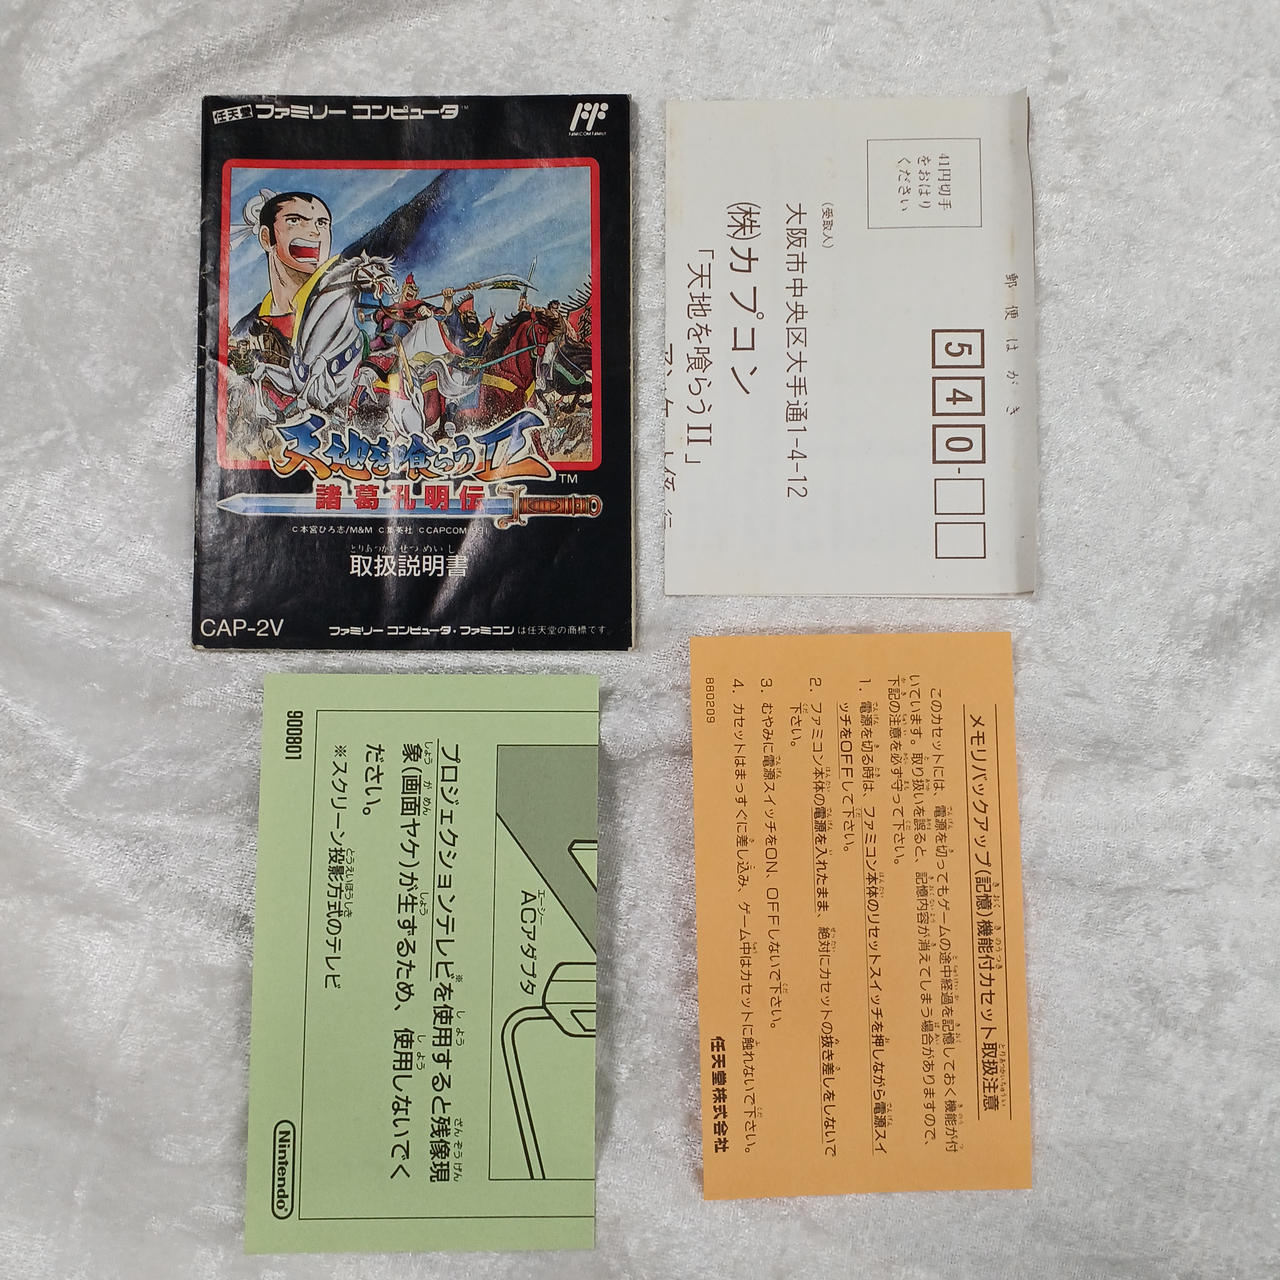 任天堂 ファミリー コンピュータ™
FAMICOM FAMILY
天地を喰らうII
TM
諸葛孔明伝
©本宮ひろ志/M&M ©集英社 ©CAPCOM 1991
とりあつかいせつめいしょ
取扱説明書
CAP-2V
ファミリー コンピュータ・ファミコンは任天堂の商標です。
郵便はがき
540-
41円切手
をおはり
ください
(受取人)
大阪市中央区大手通1-4-12
(株)カプコン
「天地を喰らうII」
900801
エーシー
ACアダプタ
プロジェクションテレビ※を使用すると残像現
象(画面ヤケ)が生ずるため、使用しないでく
ださい。
※スクリーン投影方式のテレビ
Nintendo®
メモリバックアップ(記憶)機能付カセット取扱注意
このカセットには、電源を切ってもゲームの途中経過を記憶しておく機能が付
いています。取り扱いを誤ると、記憶内容が消えてしまう場合がありますので、
下記の注意を必ず守って下さい。
1. 電源を切る時は、ファミコン本体のリセットスイッチを押しながら電源スイ
ッチをOFFして下さい。
2. ファミコン本体の電源を入れたまま、絶対にカセットの抜き差しをしないで
下さい。
3. むやみに電源スイッチをON、OFFしないで下さい。
4. カセットはまっすぐに差し込み、ゲーム中はカセットに触れないで下さい。
880209
任天堂株式会社